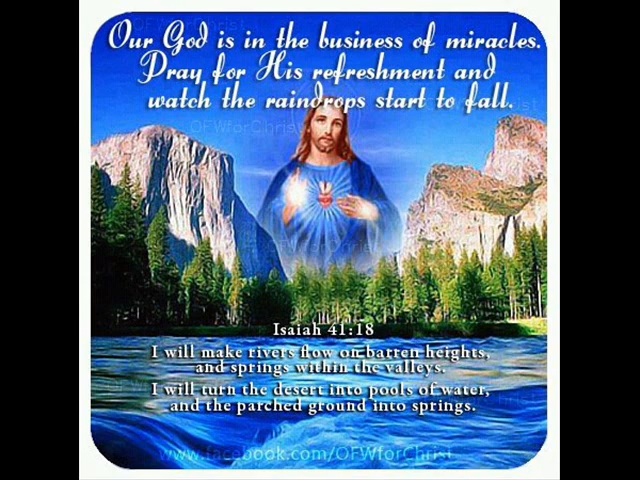 Our God is in the business of miracles.
Pray for His refreshment and
watch the raindrops start to fall.
OFWforChrist
OFWforChrist
Isaiah 41:18
I will make rivers flow on barren heights,
and springs within the valleys.
I will turn the desert into pools of water,
and the parched ground into springs.
www.facebook.com/OFWforChrist